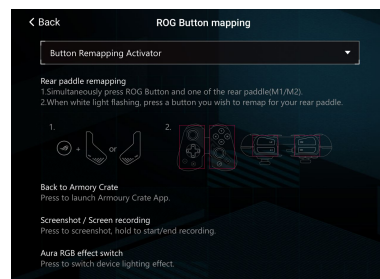 Back
ROG Button mapping
Button Remapping Activator
Rear paddle remapping
1.Simultaneously press ROG Button and one of the rear paddle(M1/M2).
2.When white light flashing, press a button you wish to remap for your rear paddle.
1.
2.
+
or
Back to Armory Crate
Press to launch Armoury Crate App.
Screenshot / Screen recording
Press to screenshot, hold to start/end recording.
Aura RGB effect switch
Press to switch device lighting effect.